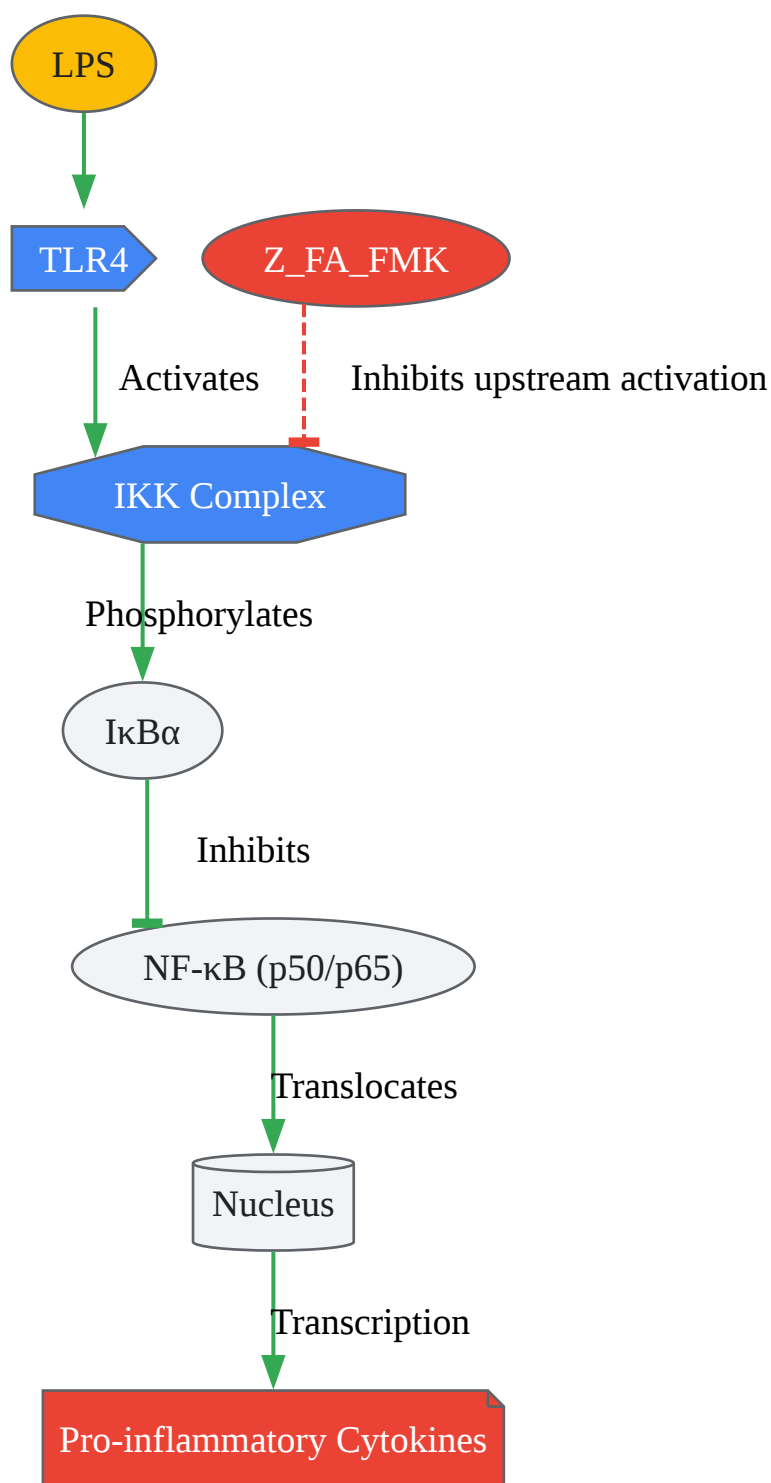 LPS
TLR4
Z_FA_FMK
Activates
Inhibits upstream activation
IKK Complex
Phosphorylates
IκBα
Inhibits
NF-κB (p50/p65)
Translocates
Nucleus
Transcription
Pro-inflammatory Cytokines